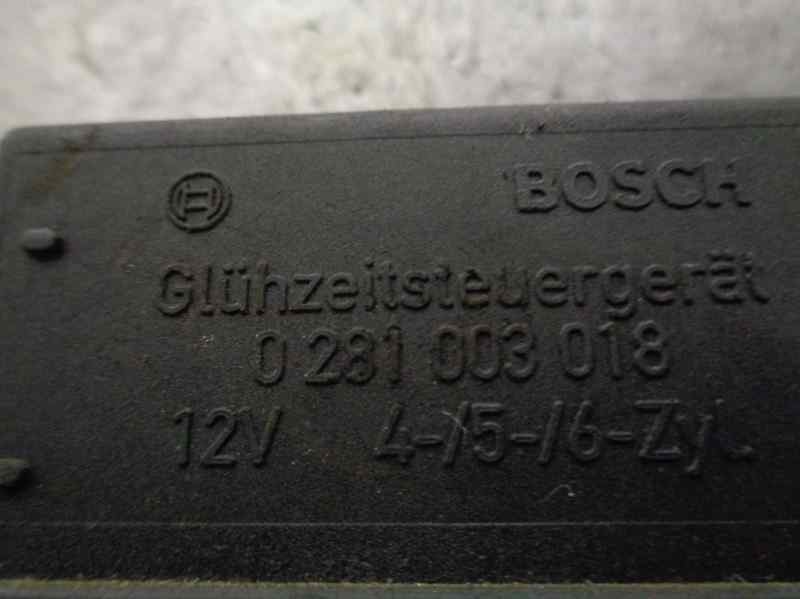 BOSCH
Glühzeitsteuergerät
0 281 003 018
12V 4-/5-/6-Zyl.